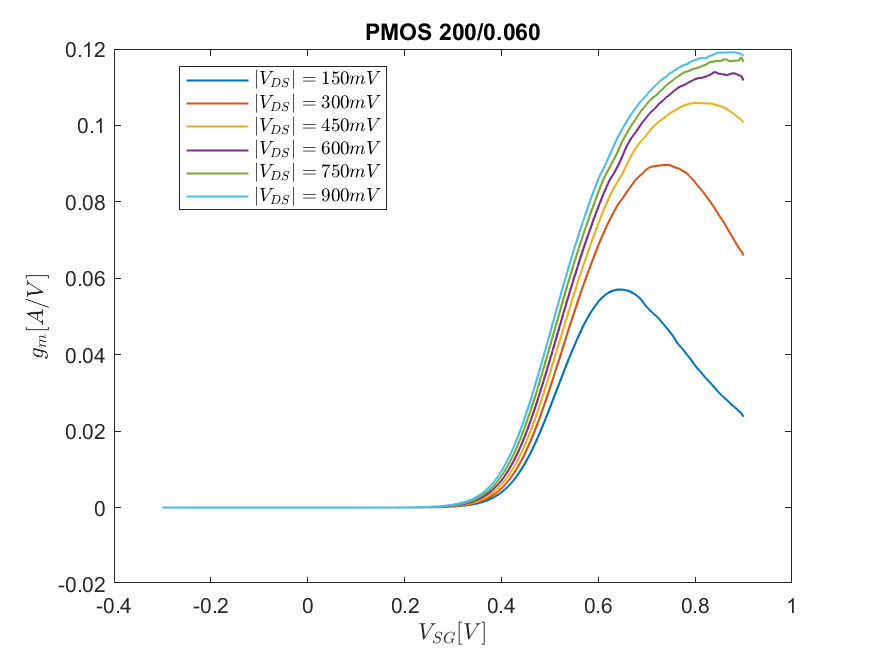 PMOS 200/0.060
0.12
0.1
0.08
0.06
0.04
0.02
0
-0.02
g_m[A/V]
|V_DS| = 150mV
|V_DS| = 300mV
|V_DS| = 450mV
|V_DS| = 600mV
|V_DS| = 750mV
|V_DS| = 900mV
-0.4 -0.2 0 0.2 0.4 0.6 0.8 1
V_SG[V]